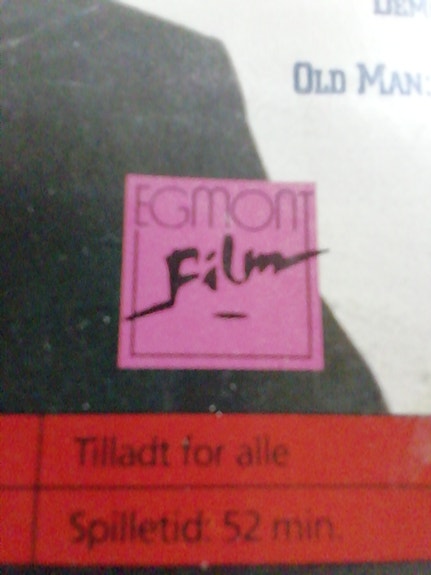 OLD MAN:
EGMONT
Film
Tilladt for alle
Spilletid: 52 min.